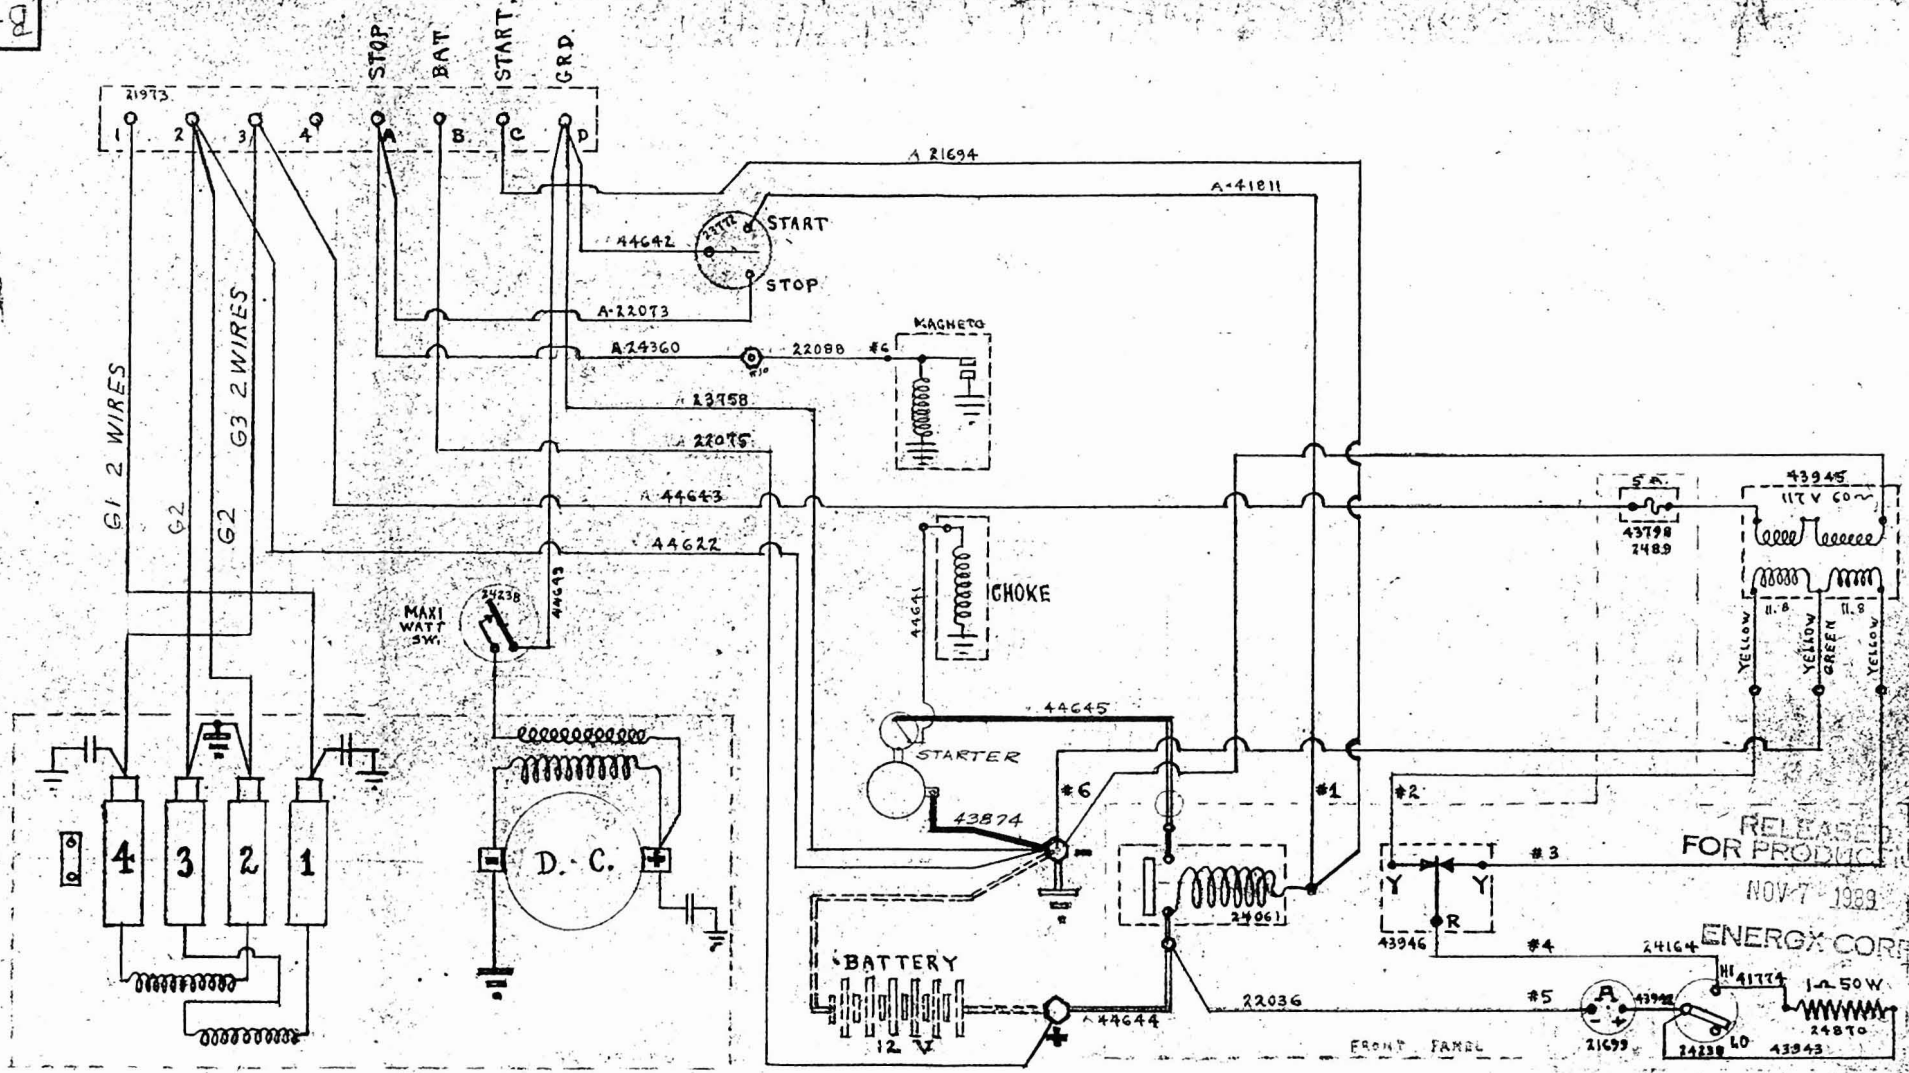 STOP
BAT.
START.
GRD.
21973
1
2
3
4
A
B
C
D
A 21694
A-41811
44642
23772
START
STOP
A-22073
A-24360
22088
#6
MAGNETO
23758
22075
G1 2 WIRES
G2
G2
G3 2 WIRES
A 44643
44622
44643
5 A.
43798
2489
43945
117 V 60~
11.8
11.8
YELLOW
YELLOW
GREEN
YELLOW
CHOKE
44641
MAXI
WATT
SW.
24238
44645
STARTER
43874
#6
#1
#2
#3
-
4
3
2
1
-
D. C.
+
24061
Y
Y
R
43946
RELEASED
FOR PRODUCTI
NOV 7 1989
ENERGX CORP
#4
24164
HI
41774
1Ω 50W
24870
BATTERY
12 V
+
44644
22036
#5
A
- +
21699
43942
LO
24238
43943
FRONT PANEL